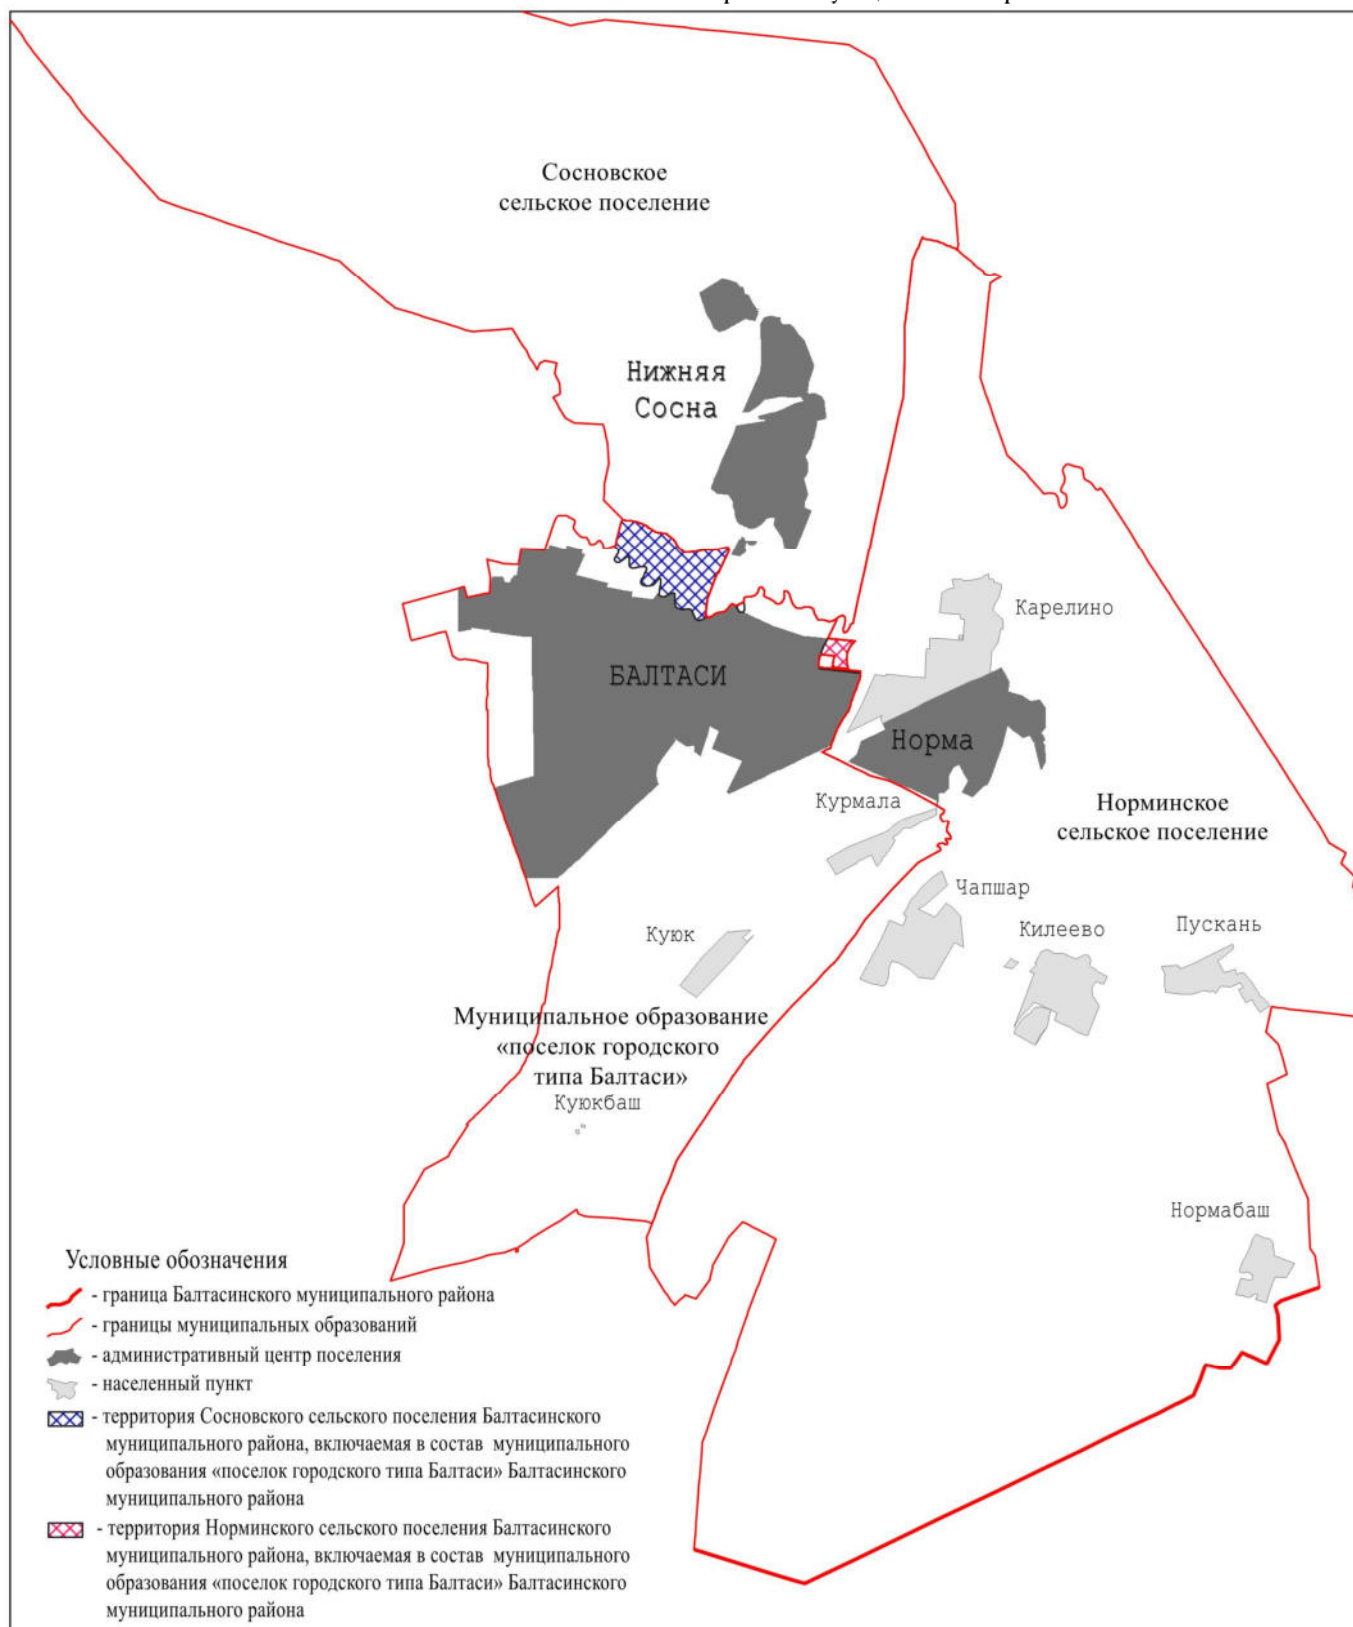 Сосновское
сельское поселение
Нижняя
Сосна
Карелино
БАЛТАСИ
Норма
Курмала
Норминское
сельское поселение
Чапшар
Куюк
Килеево
Пускань
Муниципальное образование
«поселок городского
типа Балтаси»
Куюкбаш
Нормабаш
Условные обозначения
- граница Балтасинского муниципального района
- границы муниципальных образований
- административный центр поселения
- населенный пункт
- территория Сосновского сельского поселения Балтасинского
муниципального района, включаемая в состав муниципального
образования «поселок городского типа Балтаси» Балтасинского
муниципального района
- территория Норминского сельского поселения Балтасинского
муниципального района, включаемая в состав муниципального
образования «поселок городского типа Балтаси» Балтасинского
муниципального района